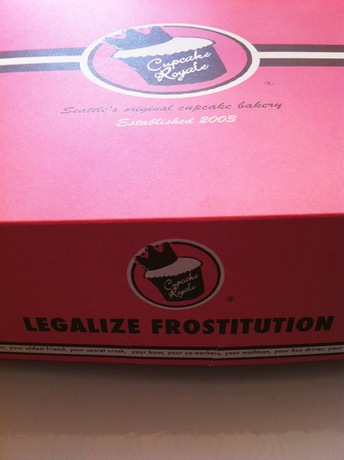 Cupcake
Royale
®
Seattle's original cupcake bakery
Established 2003
Cupcake
Royale
®
LEGALIZE FROSTITUTION
your oldest friend, your secret crush, your boss, your co-workers, your mailman, your bus driver,